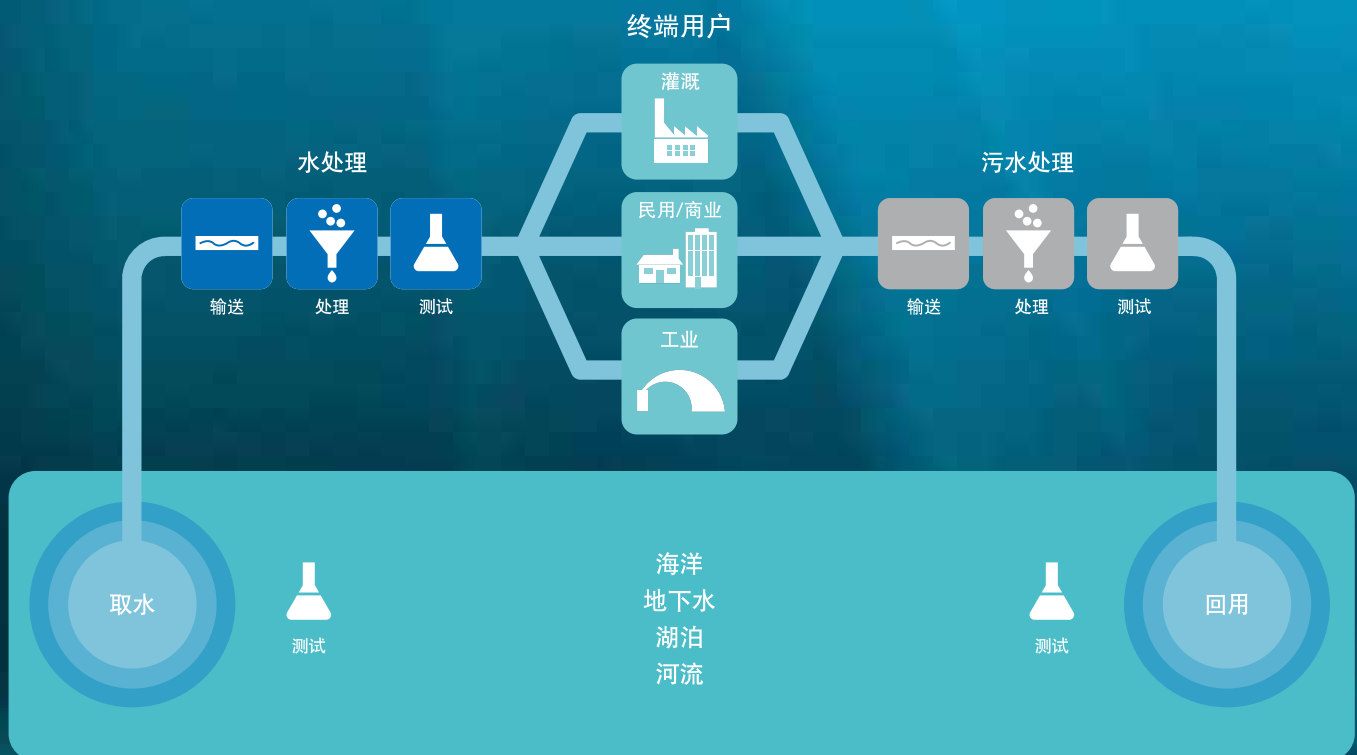 终端用户
灌溉
水处理
污水处理
民用/商业
输送
处理
测试
输送
处理
测试
工业
海洋
地下水
取水
回用
湖泊
测试
测试
河流